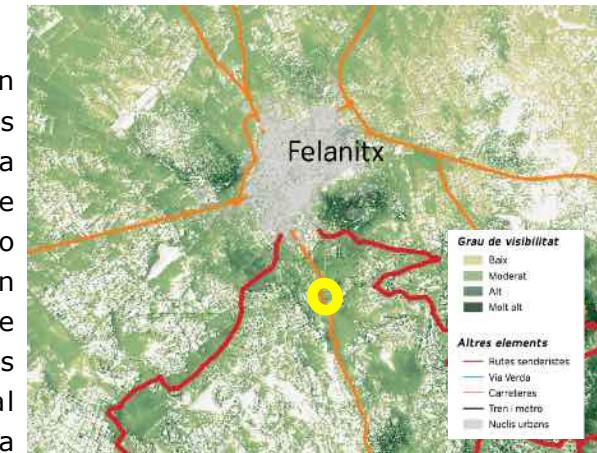 n
s
a
e
o
n
e
s
al
a
Felanitx
Grau de visibilitat
Baix
Moderat
Alt
Molt alt
Altres elements
Rutes senderistes
Via Verda
Carreteres
Tren i metro
Nuclis urbans